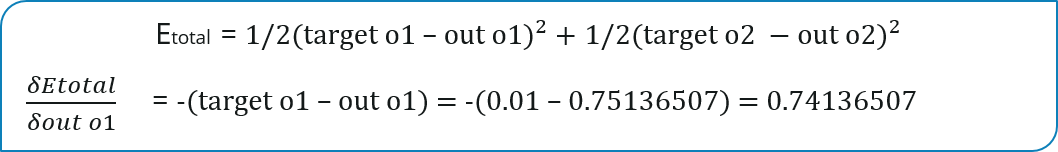 Etotal = 1/2(target o1 – out o1)² + 1/2(target o2 – out o2)²
δEtotal
δout o1
= -(target o1 – out o1) = -(0.01 – 0.75136507) = 0.74136507